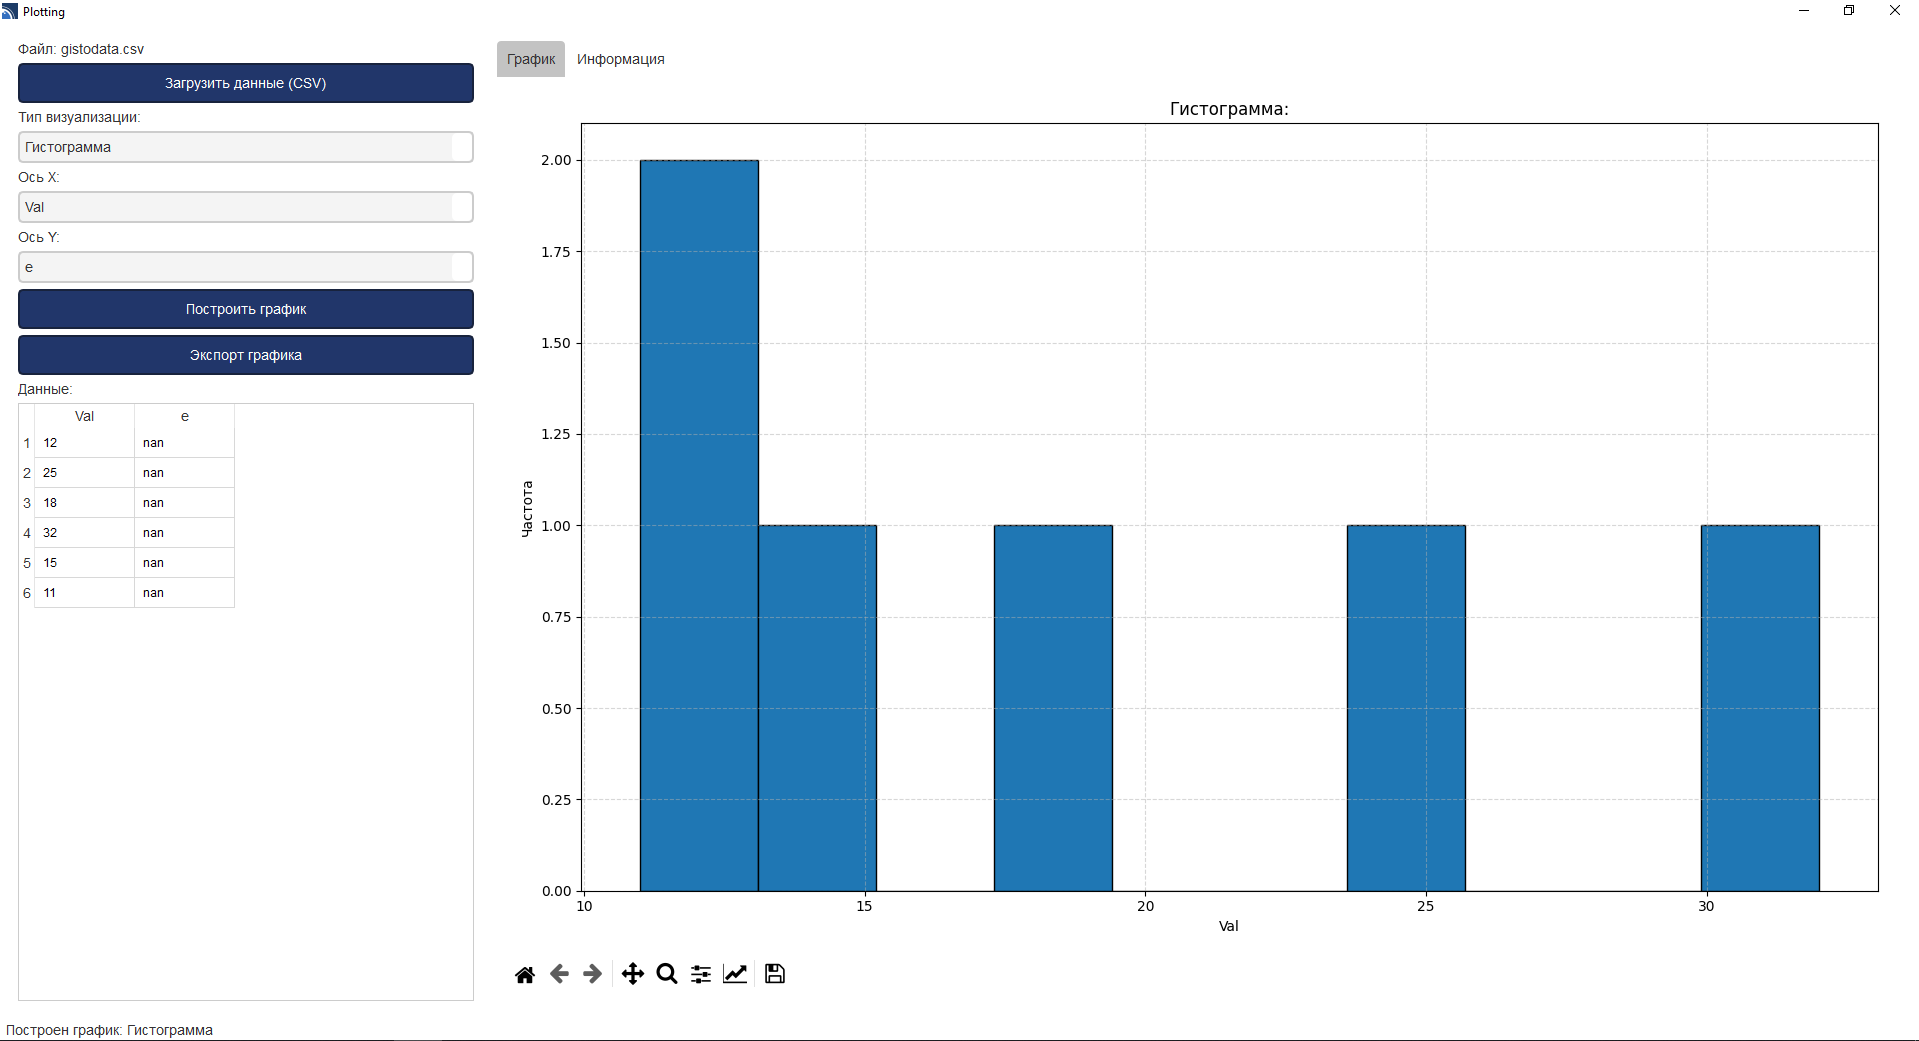 Plotting
Файл: gistodata.csv
Загрузить данные (CSV)
Тип визуализации:
Гистограмма
Ось X:
Val
Ось Y:
e
Построить график
Экспорт графика
Данные:
Val e
1 12 nan
2 25 nan
3 18 nan
4 32 nan
5 15 nan
6 11 nan
График Информация
Гистограмма:
2.00
1.75
1.50
1.25
1.00
0.75
0.50
0.25
0.00
Частота
10 15 20 25 30
Val
Построен график: Гистограмма